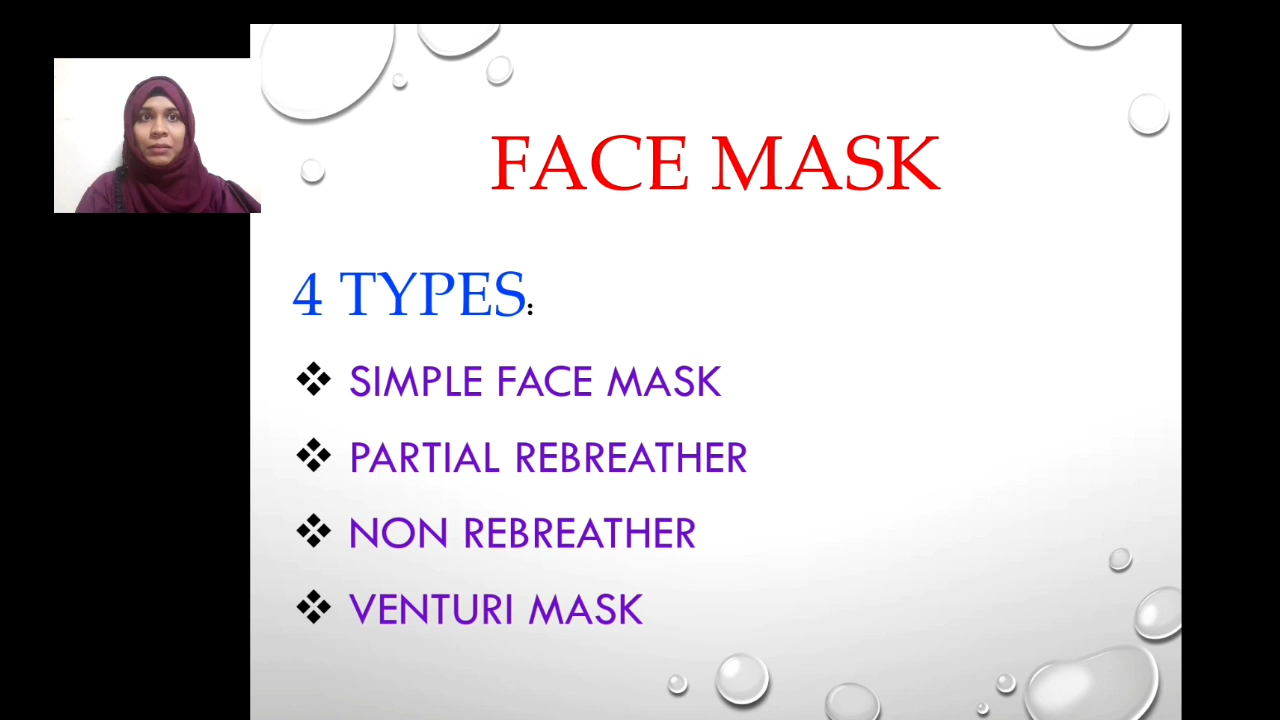 FACE MASK
4 TYPES:
❖ SIMPLE FACE MASK
❖ PARTIAL REBREATHER
❖ NON REBREATHER
❖ VENTURI MASK